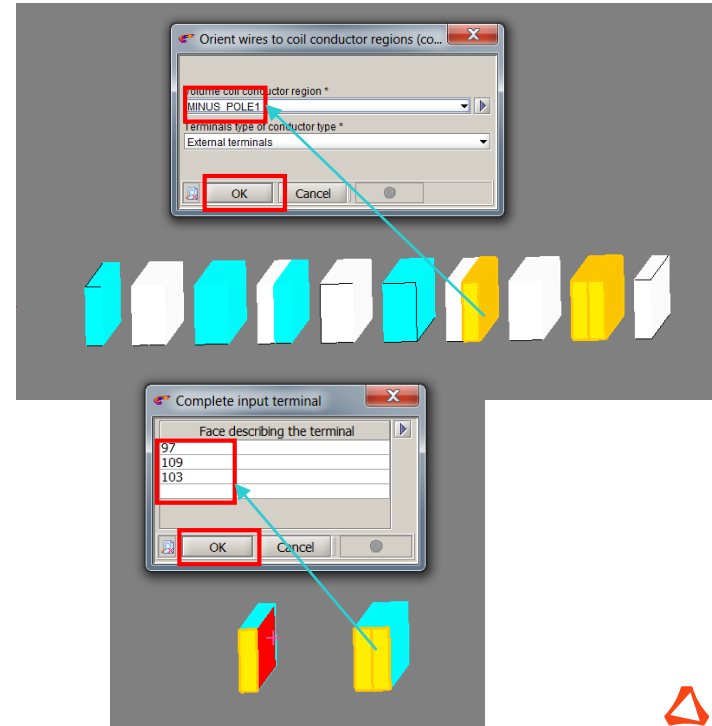 Orient wires to coil conductor regions (co...
Volume coil conductor region *
MINUS_POLE1
Terminals type of conductor type *
External terminals
OK
Cancel
Complete input terminal
Face describing the terminal
97
109
103
OK
Cancel